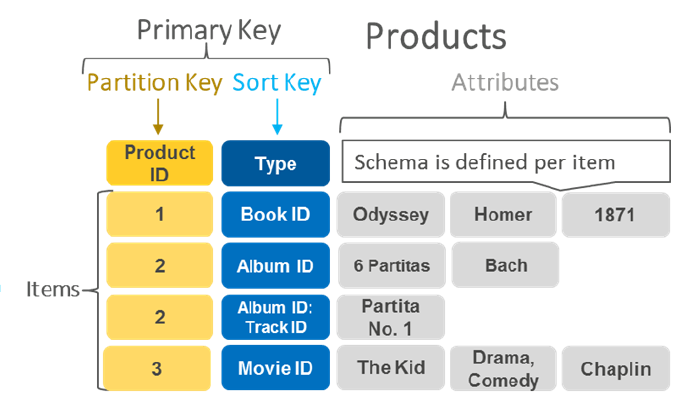 Primary Key
Products
Partition Key
Sort Key
Attributes
Product
ID
Type
Schema is defined per item
1
Book ID
Odyssey
Homer
1871
2
Album ID
6 Partitas
Bach
Items
2
Album ID:
Track ID
Partita
No. 1
3
Movie ID
The Kid
Drama,
Comedy
Chaplin